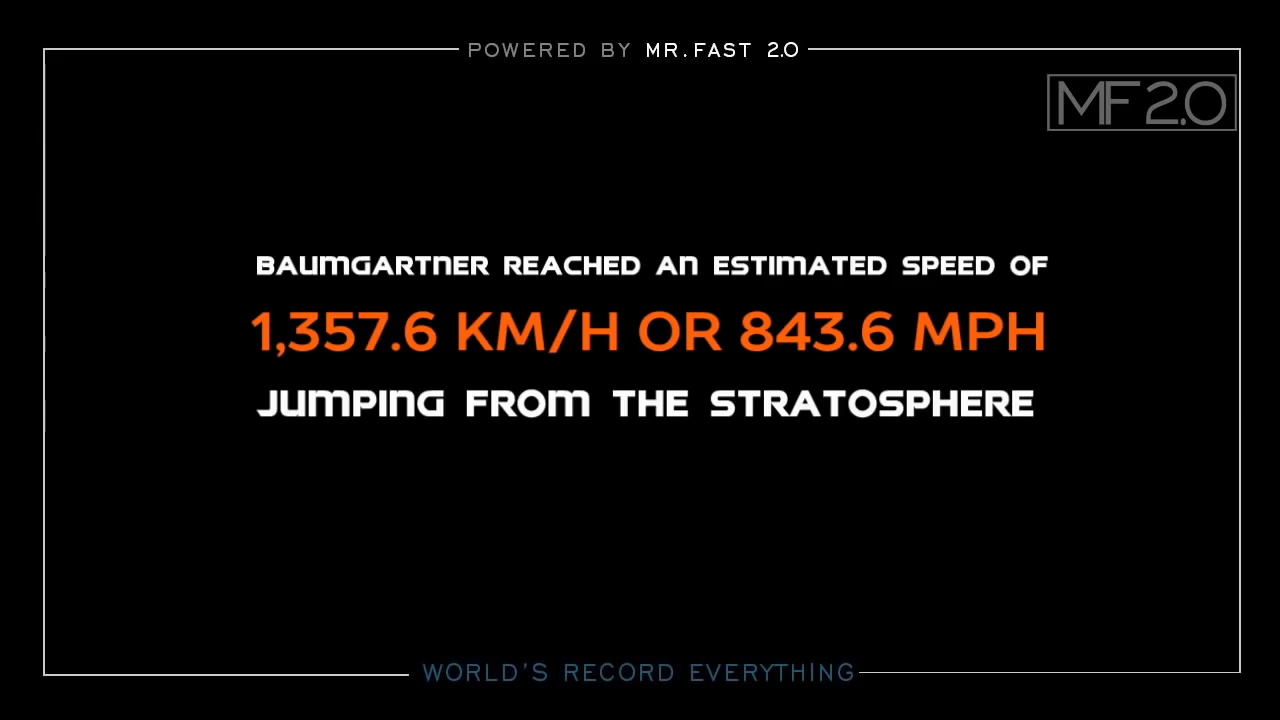 POWERED BY MR.FAST 2.0
MF 2.0
BAUMGARTNER REACHED AN ESTIMATED SPEED OF
1,357.6 KM/H OR 843.6 MPH
JUMPING FROM THE STRATOSPHERE
WORLD'S RECORD EVERYTHING